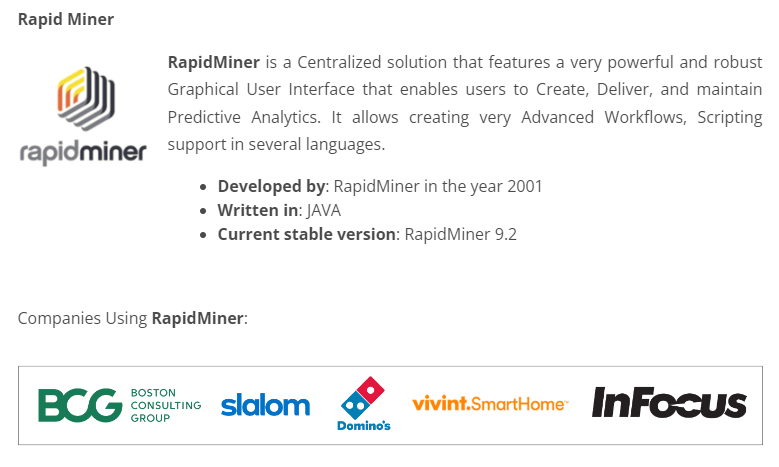 Rapid Miner
RapidMiner is a Centralized solution that features a very powerful and robust
Graphical User Interface that enables users to Create, Deliver, and maintain
Predictive Analytics. It allows creating very Advanced Workflows, Scripting
support in several languages.
rapidminer
• Developed by: RapidMiner in the year 2001
• Written in: JAVA
• Current stable version: RapidMiner 9.2
Companies Using RapidMiner:
BCG
BOSTON
CONSULTING
GROUP
slalom
Domino's
vivint.SmartHome™
InFocus